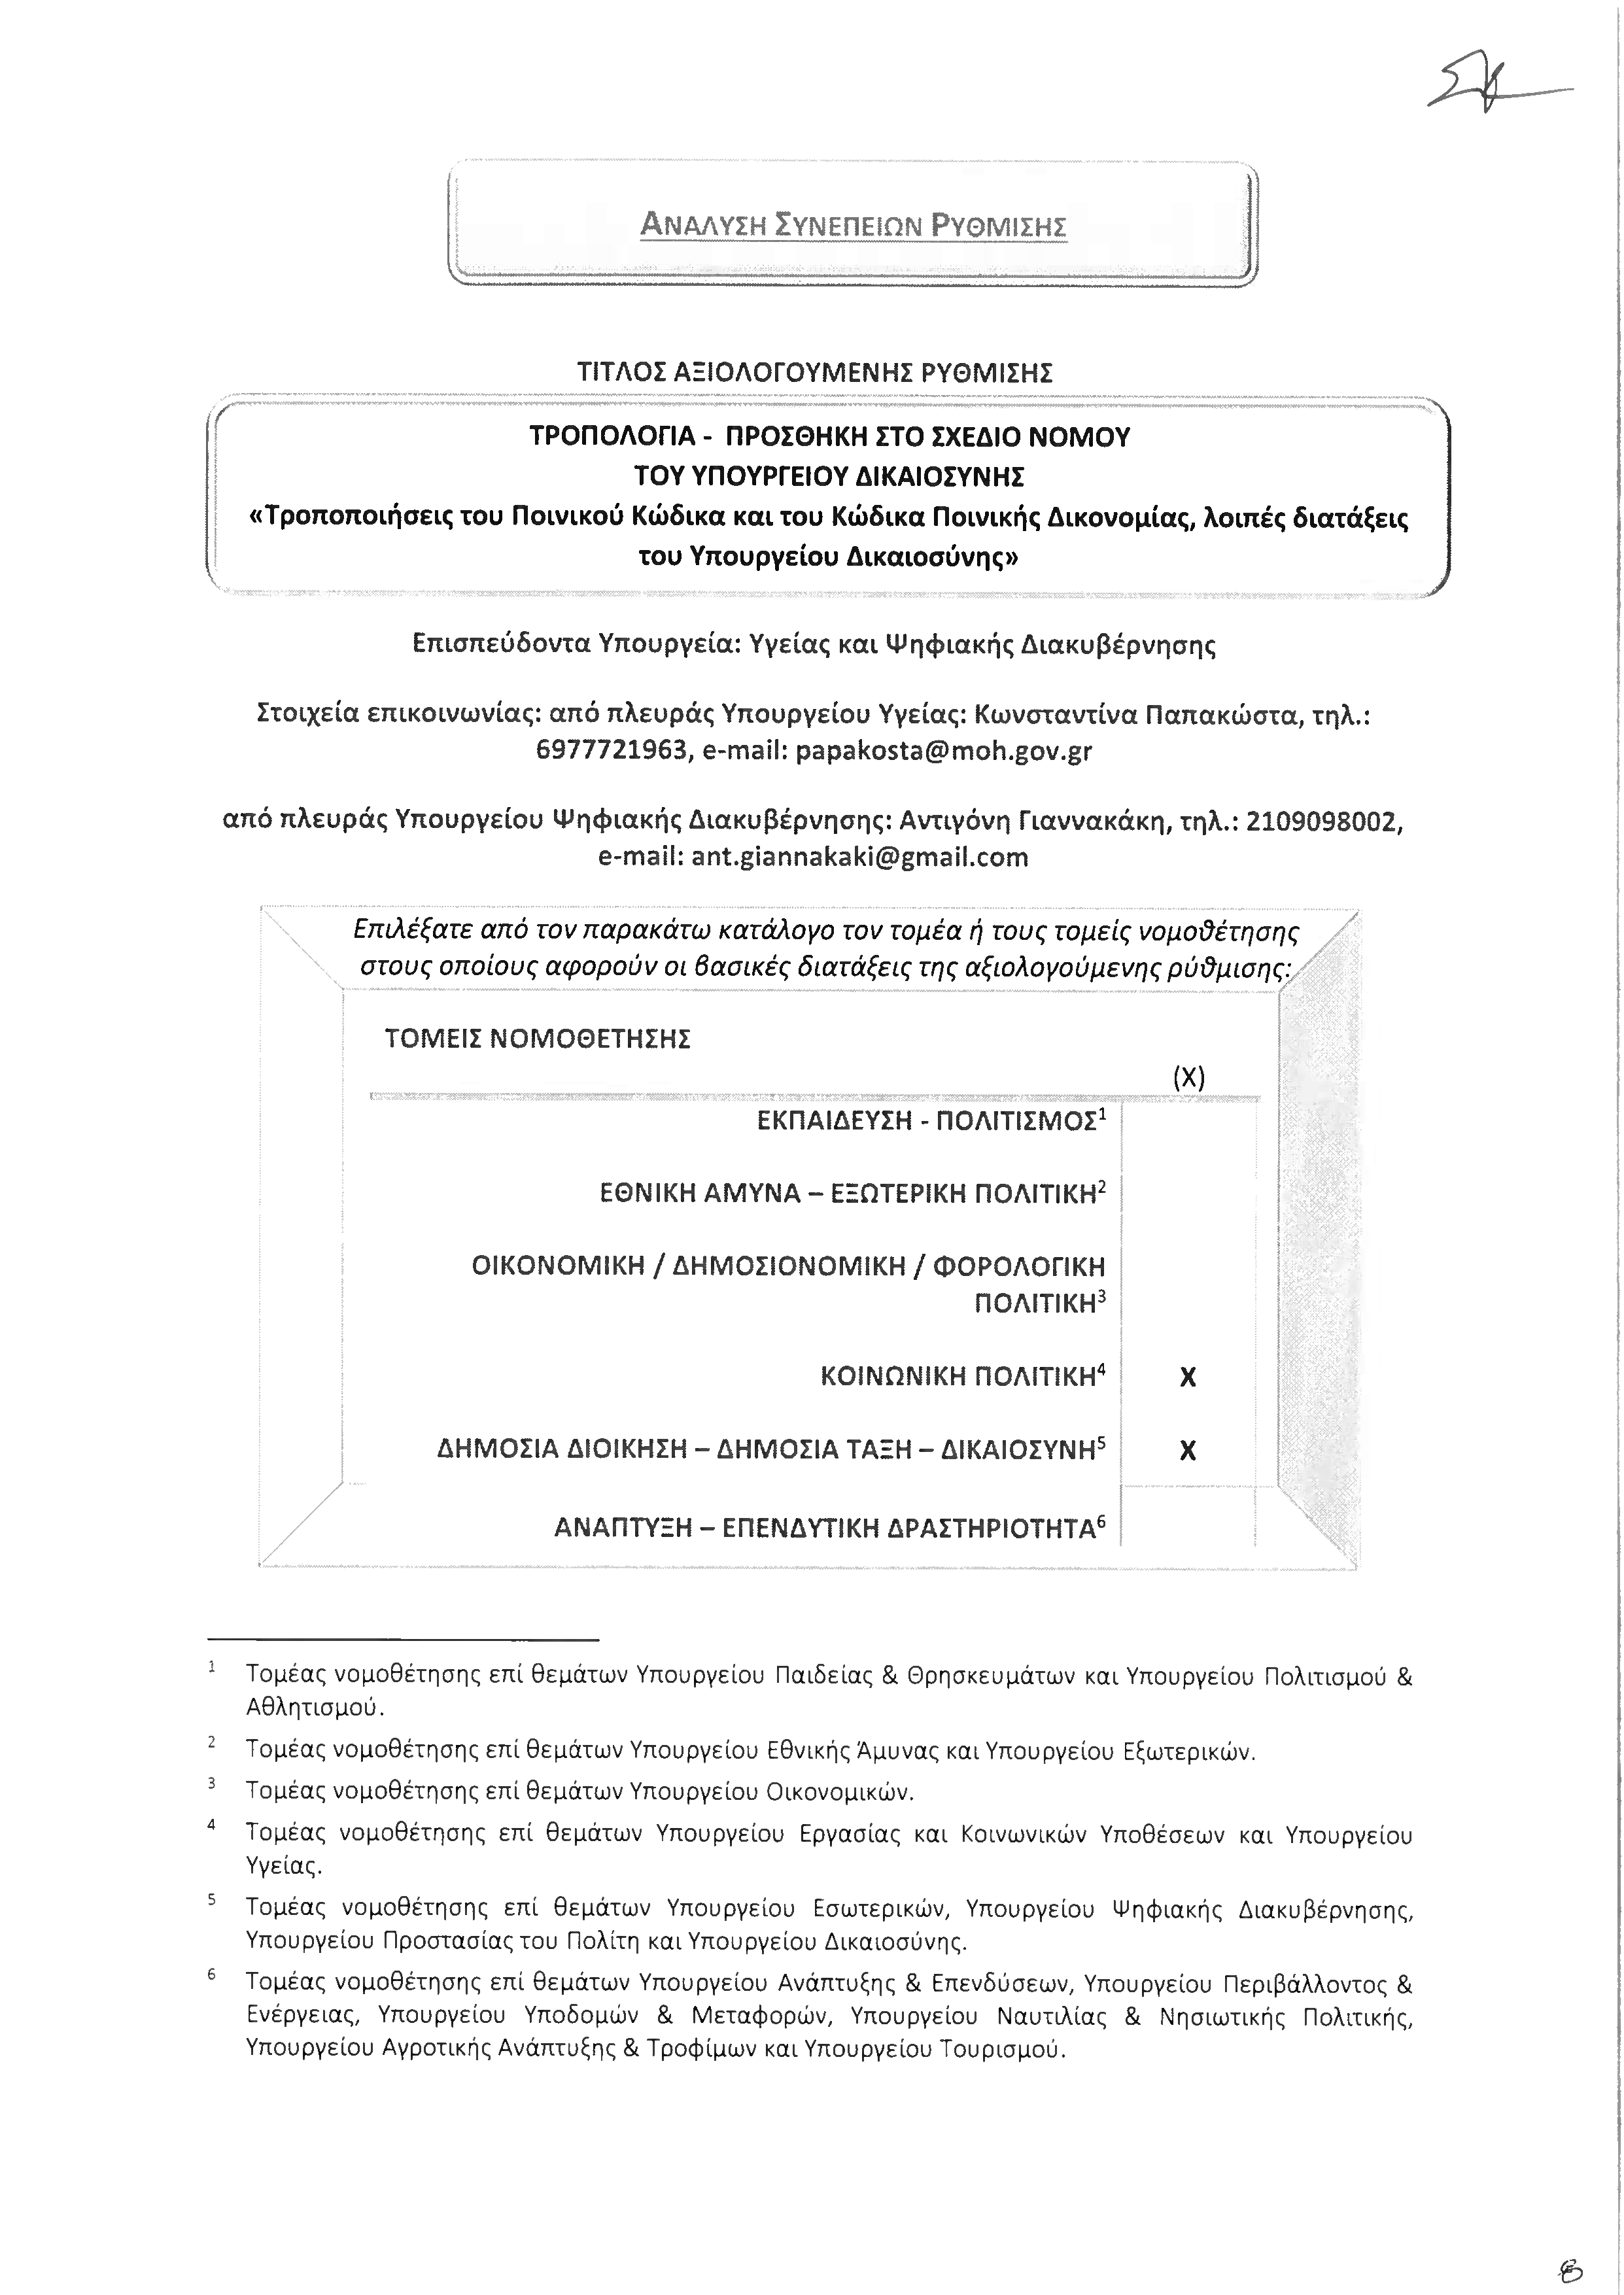 ΑΝΑΛΥΣΗ ΣΥΝΕΠΕΙΩΝ ΡΥΘΜΙΣΗΣ
ΤΙΤΛΟΣ ΑΞΙΟΛΟΓΟΥΜΕΝΗΣ ΡΥΘΜΙΣΗΣ
ΤΡΟΠΟΛΟΓΙΑ - ΠΡΟΣΘΗΚΗ ΣΤΟ ΣΧΕΔΙΟ ΝΟΜΟΥ
ΤΟΥ ΥΠΟΥΡΓΕΙΟΥ ΔΙΚΑΙΟΣΥΝΗΣ
«Τροποποιήσεις του Ποινικού Κώδικα και του Κώδικα Ποινικής Δικονομίας, λοιπές διατάξεις
του Υπουργείου Δικαιοσύνης»
Επισπεύδοντα Υπουργεία: Υγείας και Ψηφιακής Διακυβέρνησης
Στοιχεία επικοινωνίας: από πλευράς Υπουργείου Υγείας: Κωνσταντίνα Παπακώστα, τηλ.:
6977721963, e-mail: papakosta@moh.gov.gr
από πλευράς Υπουργείου Ψηφιακής Διακυβέρνησης: Αντιγόνη Γιαννακάκη, τηλ.: 2109098002,
e-mail: ant.giannakaki@gmail.com
Επιλέξατε από τον παρακάτω κατάλογο τον τομέα ή τους τομείς νομοθέτησης
στους οποίους αφορούν οι βασικές διατάξεις της αξιολογούμενης ρύθμισης:
ΤΟΜΕΙΣ ΝΟΜΟΘΕΤΗΣΗΣ
(Χ)
ΕΚΠΑΙΔΕΥΣΗ - ΠΟΛΙΤΙΣΜΟΣ¹
ΕΘΝΙΚΗ ΑΜΥΝΑ – ΕΞΩΤΕΡΙΚΗ ΠΟΛΙΤΙΚΗ²
ΟΙΚΟΝΟΜΙΚΗ / ΔΗΜΟΣΙΟΝΟΜΙΚΗ / ΦΟΡΟΛΟΓΙΚΗ
ΠΟΛΙΤΙΚΗ³
ΚΟΙΝΩΝΙΚΗ ΠΟΛΙΤΙΚΗ⁴ Χ
ΔΗΜΟΣΙΑ ΔΙΟΙΚΗΣΗ – ΔΗΜΟΣΙΑ ΤΑΞΗ – ΔΙΚΑΙΟΣΥΝΗ⁵ Χ
ΑΝΑΠΤΥΞΗ – ΕΠΕΝΔΥΤΙΚΗ ΔΡΑΣΤΗΡΙΟΤΗΤΑ⁶
¹ Τομέας νομοθέτησης επί θεμάτων Υπουργείου Παιδείας & Θρησκευμάτων και Υπουργείου Πολιτισμού &
Αθλητισμού.
² Τομέας νομοθέτησης επί θεμάτων Υπουργείου Εθνικής Άμυνας και Υπουργείου Εξωτερικών.
³ Τομέας νομοθέτησης επί θεμάτων Υπουργείου Οικονομικών.
⁴ Τομέας νομοθέτησης επί θεμάτων Υπουργείου Εργασίας και Κοινωνικών Υποθέσεων και Υπουργείου
Υγείας.
⁵ Τομέας νομοθέτησης επί θεμάτων Υπουργείου Εσωτερικών, Υπουργείου Ψηφιακής Διακυβέρνησης,
Υπουργείου Προστασίας του Πολίτη και Υπουργείου Δικαιοσύνης.
⁶ Τομέας νομοθέτησης επί θεμάτων Υπουργείου Ανάπτυξης & Επενδύσεων, Υπουργείου Περιβάλλοντος &
Ενέργειας, Υπουργείου Υποδομών & Μεταφορών, Υπουργείου Ναυτιλίας & Νησιωτικής Πολιτικής,
Υπουργείου Αγροτικής Ανάπτυξης & Τροφίμων και Υπουργείου Τουρισμού.